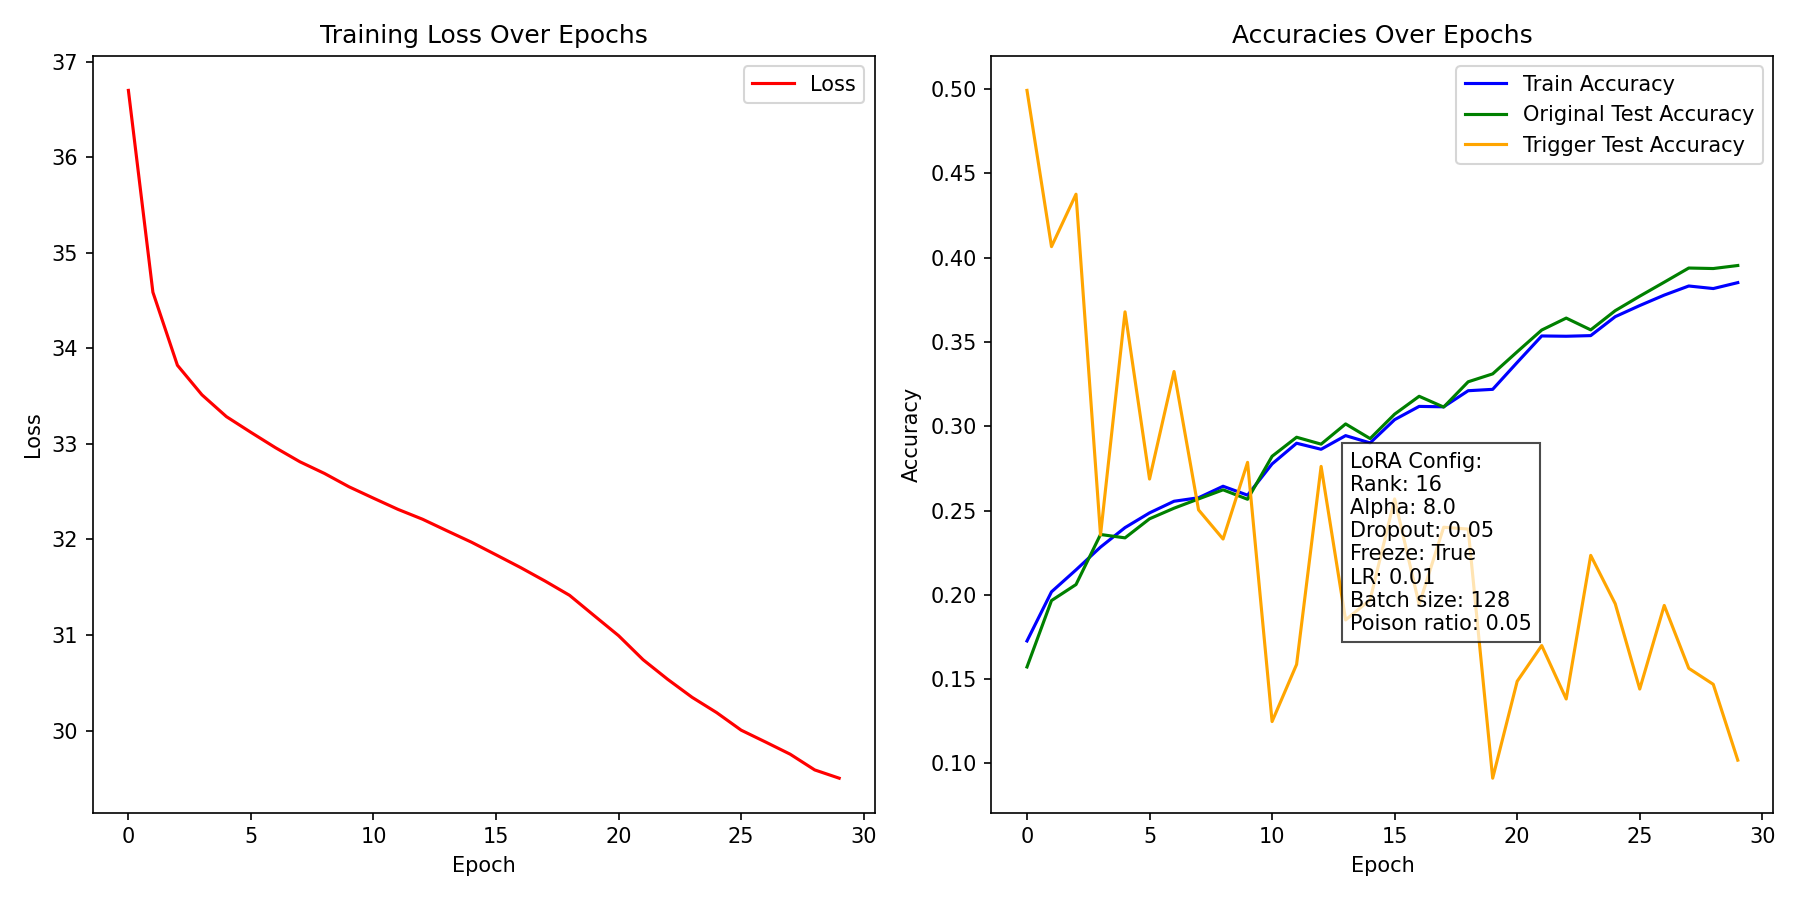 Training Loss Over Epochs
Loss
37
36
35
34
33
32
31
30
Loss
0 5 10 15 20 25 30
Epoch
Accuracies Over Epochs
Train Accuracy
Original Test Accuracy
Trigger Test Accuracy
0.50
0.45
0.40
0.35
0.30
0.25
0.20
0.15
0.10
Accuracy
LoRA Config:
Rank: 16
Alpha: 8.0
Dropout: 0.05
Freeze: True
LR: 0.01
Batch size: 128
Poison ratio: 0.05
0 5 10 15 20 25 30
Epoch